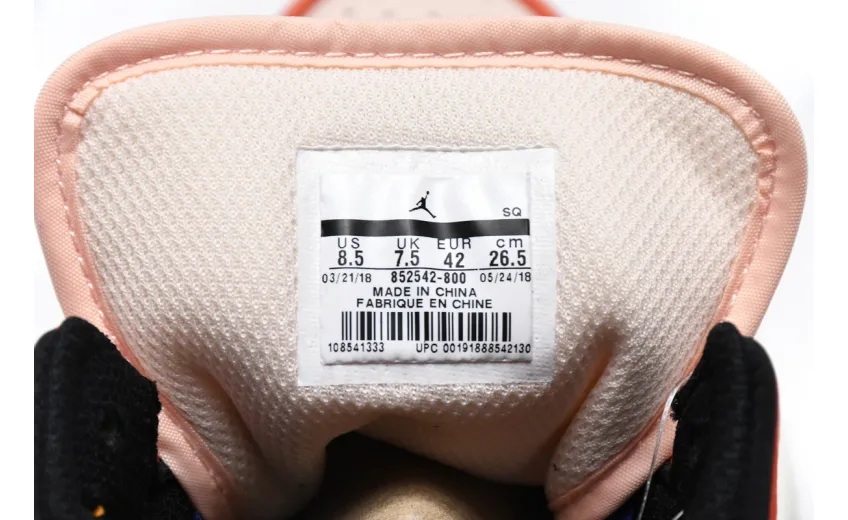 SQ
US UK EUR cm
8.5 7.5 42 26.5
03/21/18 852542-800 05/24/18
MADE IN CHINA
FABRIQUE EN CHINE
108541333 UPC 00191888542130